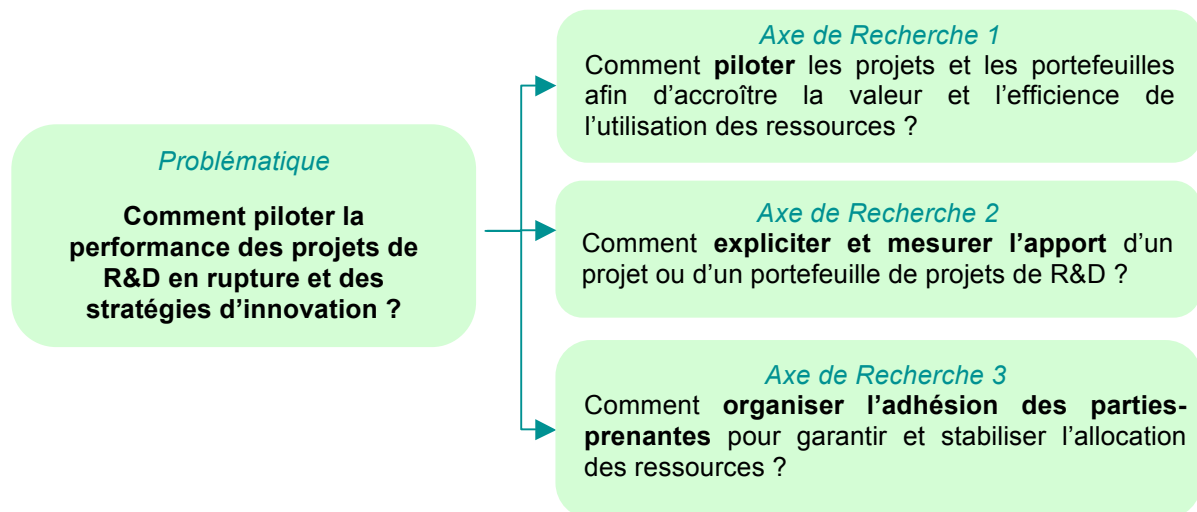 Problématique
Comment piloter la
performance des projets de
R&D en rupture et des
stratégies d’innovation ?
Axe de Recherche 1
Comment piloter les projets et les portefeuilles
afin d’accroître la valeur et l’efficience de
l’utilisation des ressources ?
Axe de Recherche 2
Comment expliciter et mesurer l’apport d’un
projet ou d’un portefeuille de projets de R&D ?
Axe de Recherche 3
Comment organiser l’adhésion des parties-
prenantes pour garantir et stabiliser l’allocation
des ressources ?